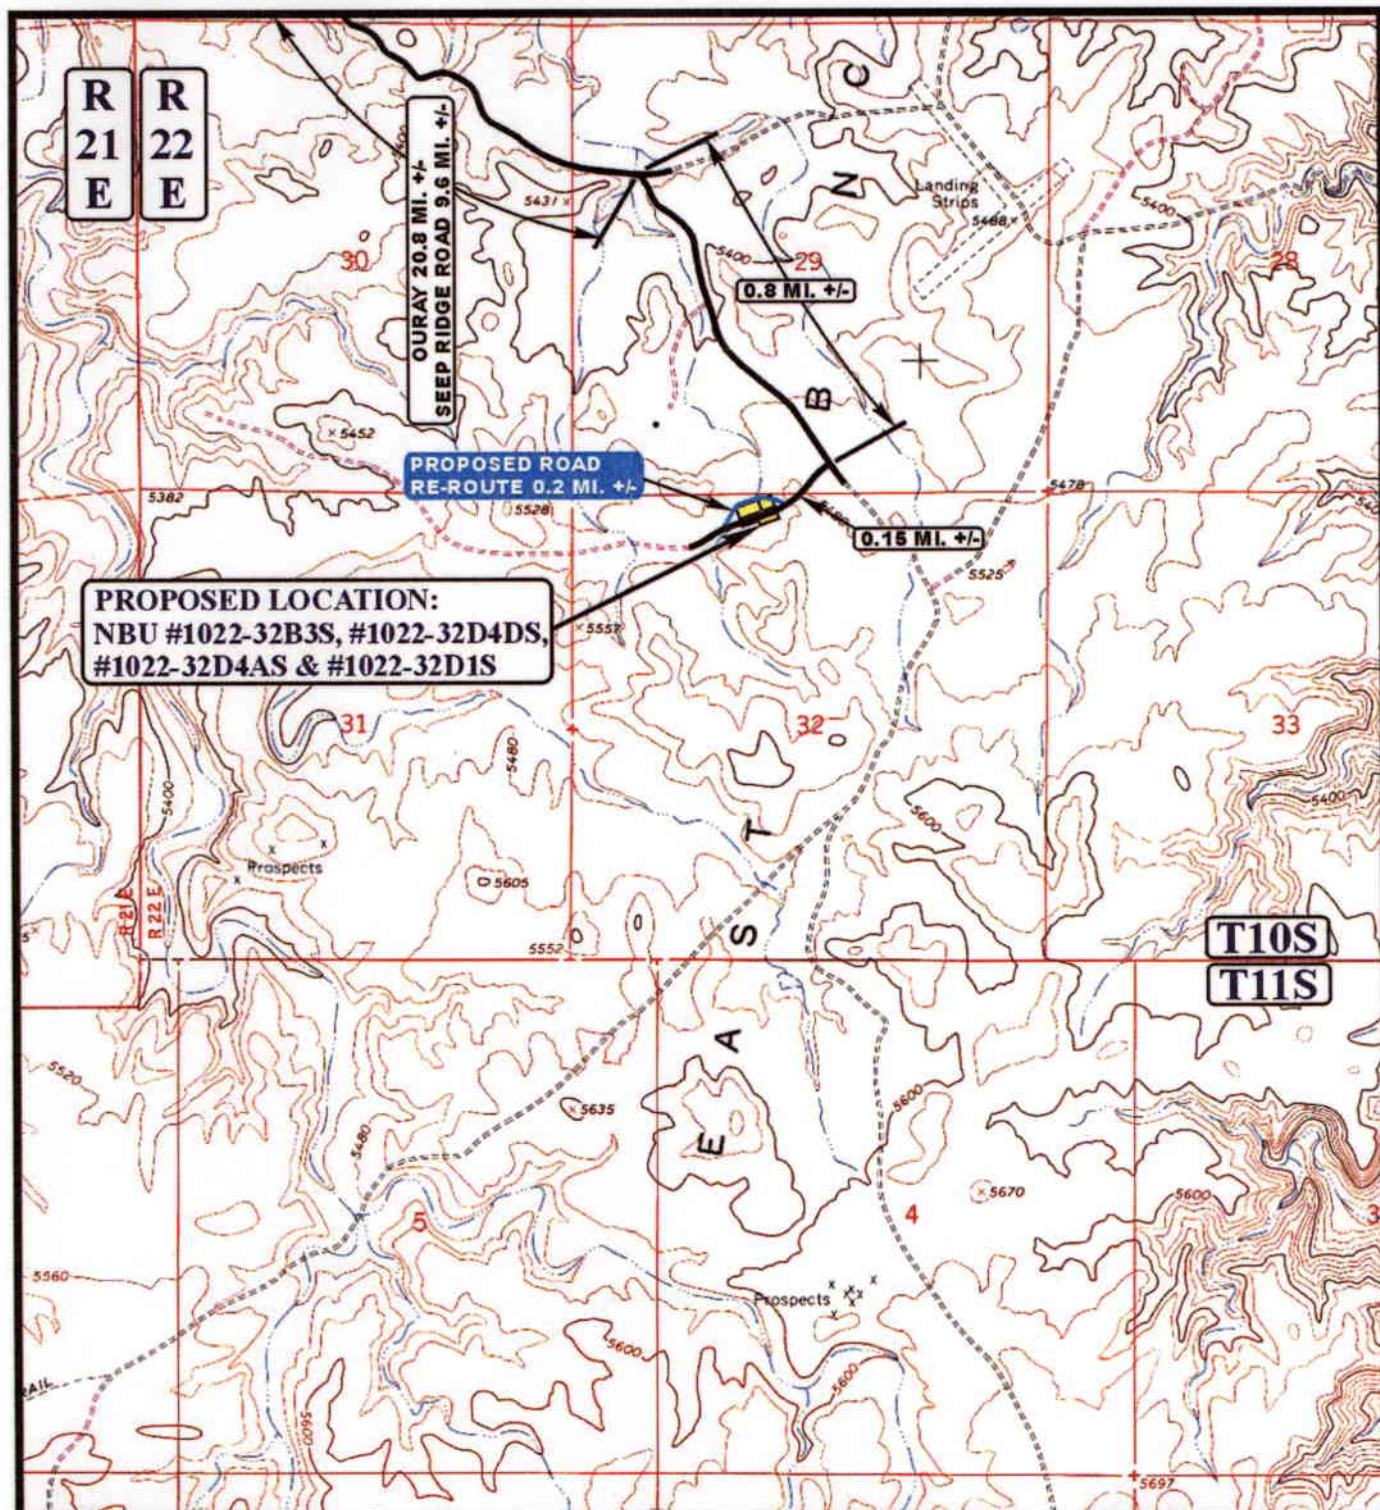 R R
21 22
E E
C
N
B
T
S
A
E
OURAY 20.8 MI. +/-
SEEP RIDGE ROAD 9.6 MI. +/-
5431
Landing
Strips
5488
5400
30
5400
29
28
0.8 MI. +/-
5452
PROPOSED ROAD
RE-ROUTE 0.2 MI. +/-
5382
5528
5478
0.15 MI. +/-
5525
PROPOSED LOCATION:
NBU #1022-32B3S, #1022-32D4DS,
#1022-32D4AS & #1022-32D1S
5557
31
32
33
5480
5400
5600
5400
Prospects
5605
R21E
R22E
5552
T10S
T11S
5520
5635
5600
5480
5670
5600
5
4
3
5560
Prospects
5600
5600
5600
5697